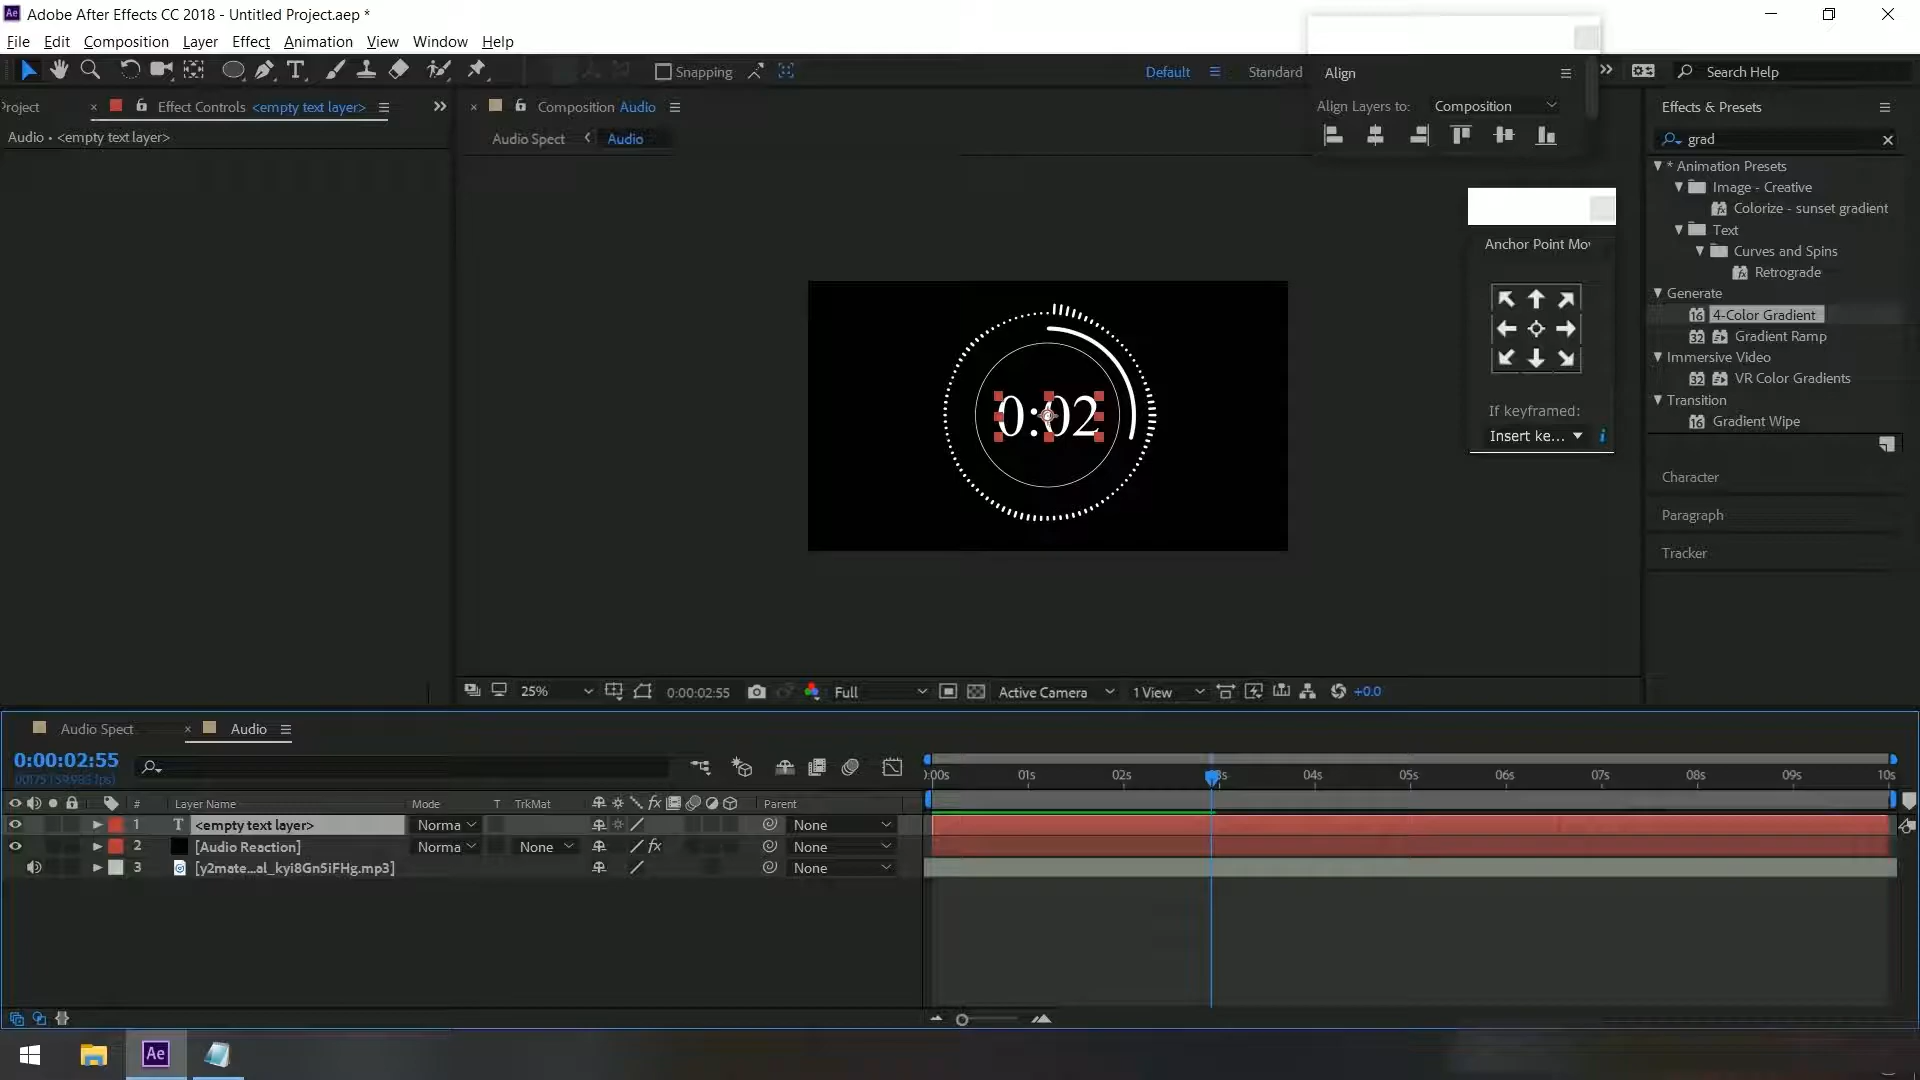 Adobe After Effects CC 2018 - Untitled Project.aep *
File Edit Composition Layer Effect Animation View Window Help
Snapping
Default
Standard
Search Help
Align
Align Layers to: Composition
roject
Effect Controls <empty text layer>
Audio • <empty text layer>
Composition Audio
Audio Spect
Audio
Effects & Presets
grad
* Animation Presets
Image - Creative
Colorize - sunset gradient
Text
Curves and Spins
Retrograde
Generate
4-Color Gradient
Gradient Ramp
Immersive Video
VR Color Gradients
Transition
Gradient Wipe
Character
Paragraph
Tracker
Anchor Point Mo
If keyframed:
Insert ke...
0:02
25%
0:00:02:55
Full
Active Camera
1 View
+0.0
Audio Spect
Audio
0:00:02:55
00175 (59.985 fps)
:00s 01s 02s 3s 04s 05s 06s 07s 08s 09s 10s
# Layer Name Mode T TrkMat Parent
1 T <empty text layer> Norma None
2 [Audio Reaction] Norma None None
3 [y2mate...al_kyi8Gn5iFHg.mp3] None
Ae